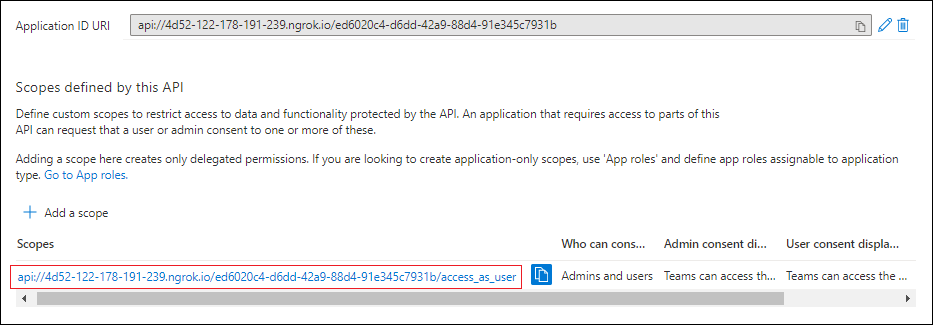 Application ID URI api://4d52-122-178-191-239.ngrok.io/ed6020c4-d6dd-42a9-88d4-91e345c7931b
Scopes defined by this API
Define custom scopes to restrict access to data and functionality protected by the API. An application that requires access to parts of this
API can request that a user or admin consent to one or more of these.
Adding a scope here creates only delegated permissions. If you are looking to create application-only scopes, use 'App roles' and define app roles assignable to application
type. Go to App roles.
Add a scope
Scopes Who can cons... Admin consent di... User consent displa...
api://4d52-122-178-191-239.ngrok.io/ed6020c4-d6dd-42a9-88d4-91e345c7931b/access_as_user Admins and users Teams can access th... Teams can access the ...